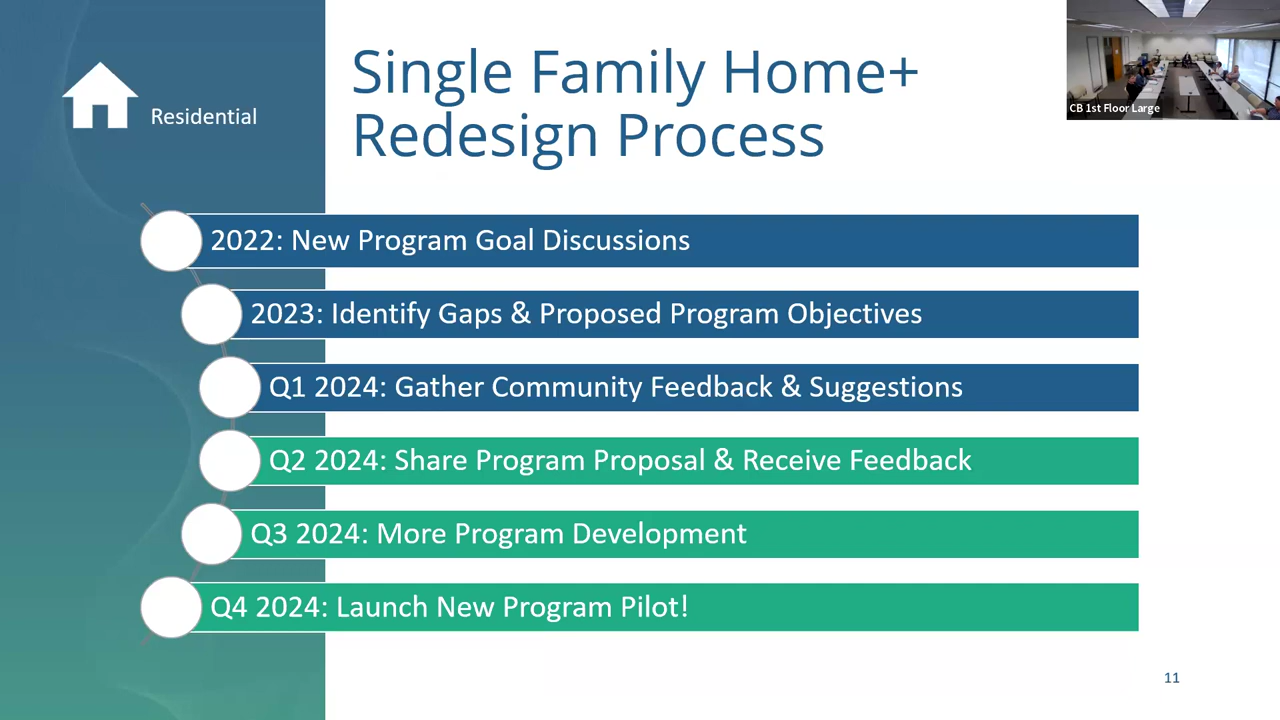 Residential
Single Family Home+
Redesign Process
CB 1st Floor Large
2022: New Program Goal Discussions
2023: Identify Gaps & Proposed Program Objectives
Q1 2024: Gather Community Feedback & Suggestions
Q2 2024: Share Program Proposal & Receive Feedback
Q3 2024: More Program Development
Q4 2024: Launch New Program Pilot!
11